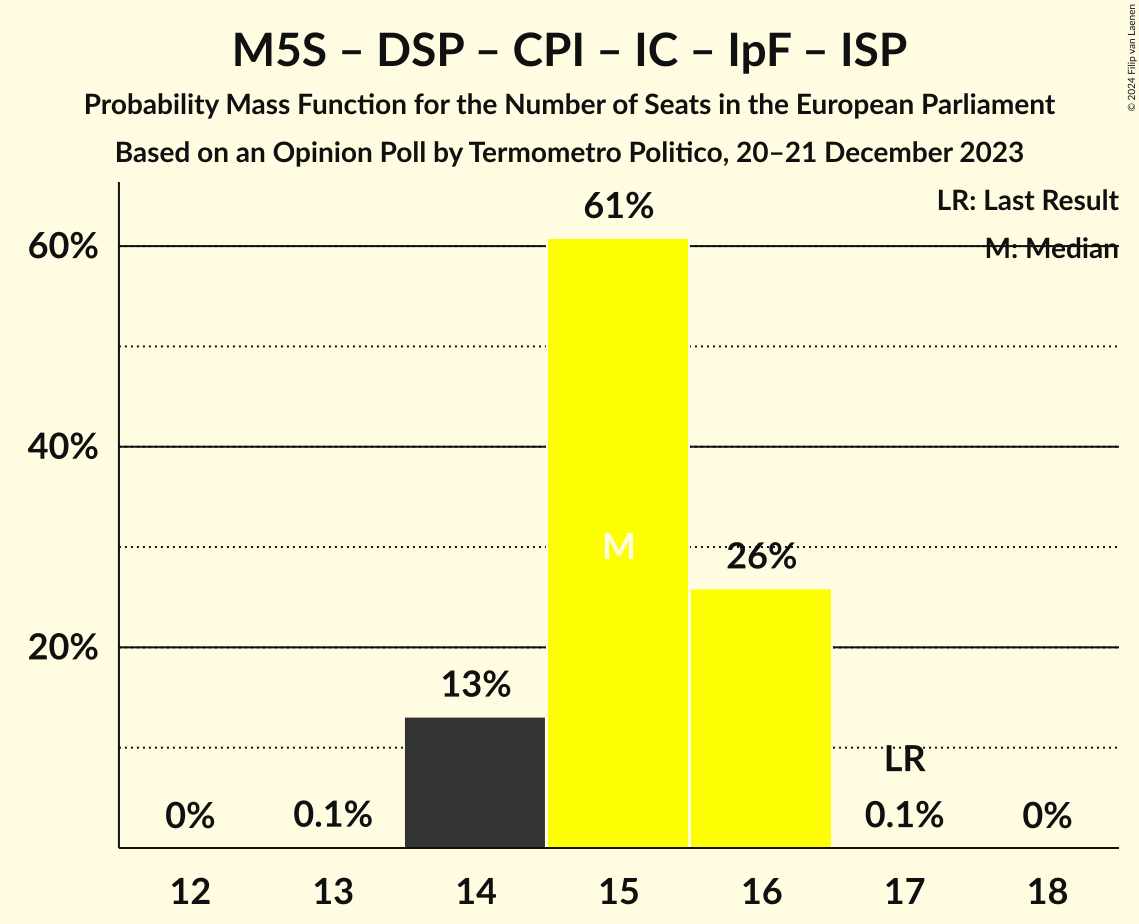 M5S – DSP – CPI – IC – IpF – ISP
Probability Mass Function for the Number of Seats in the European Parliament
Based on an Opinion Poll by Termometro Politico, 20–21 December 2023
© 2024 Filip van Laenen
LR: Last Result
M: Median
60%
40%
20%
0%
0.1%
13%
61%
M
26%
LR
0.1%
0%
12 13 14 15 16 17 18